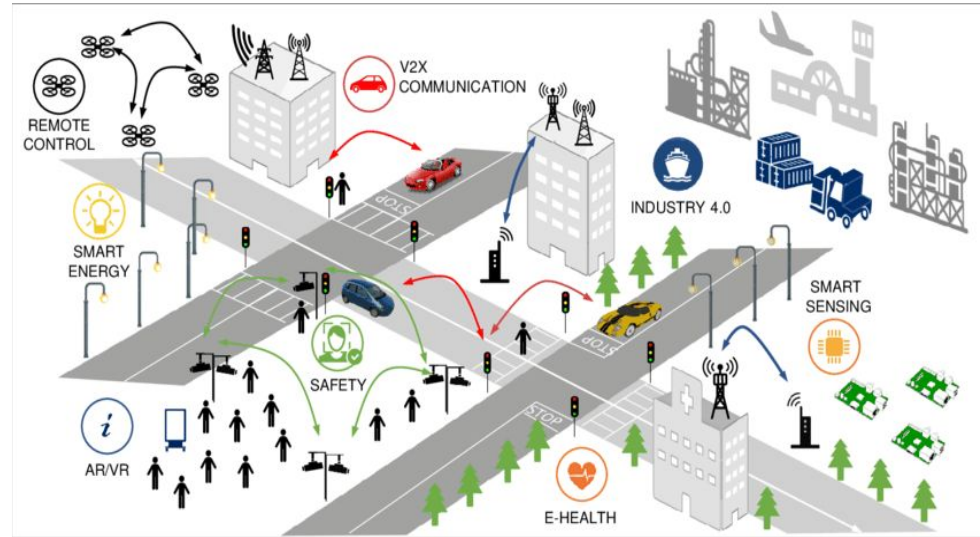 V2X
COMMUNICATION
REMOTE
CONTROL
STOP
INDUSTRY 4.0
SMART
ENERGY
SMART
SENSING
STOP
SAFETY
STOP
i
AR/VR
E-HEALTH